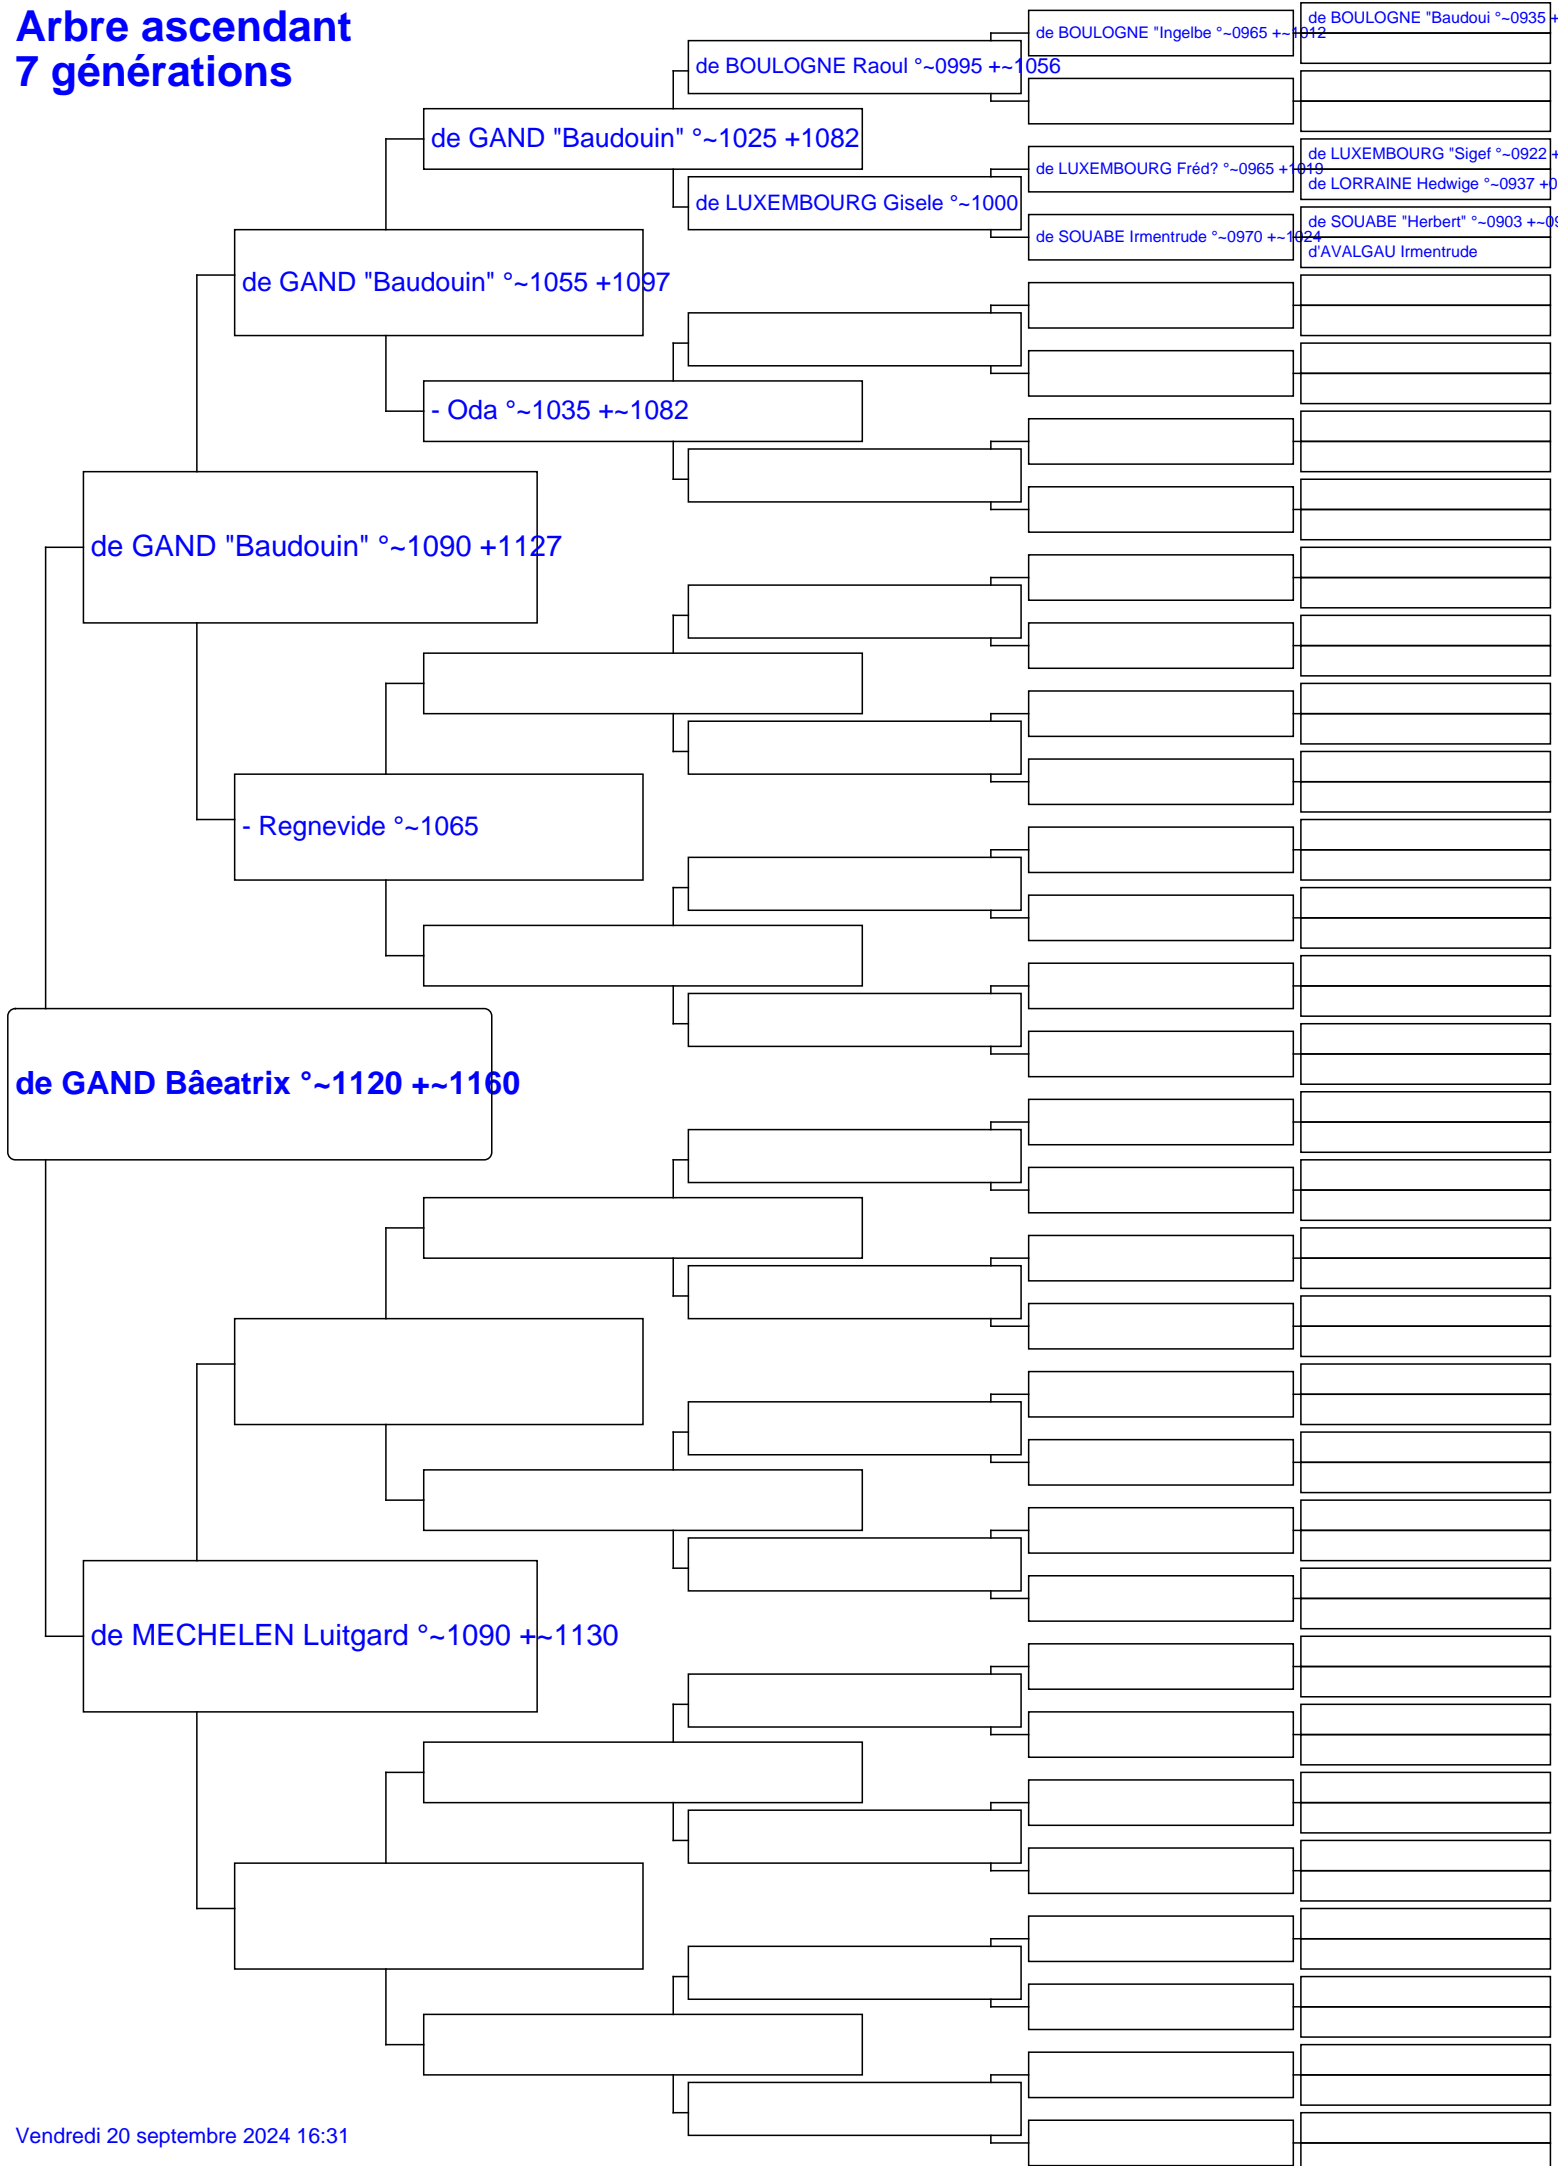 Arbre ascendant
7 générations
de BOULOGNE "Baudoui °~0935 +
de BOULOGNE "Ingelbe °~0965 +~1012
de BOULOGNE Raoul °~0995 +~1056
de GAND "Baudouin" °~1025 +1082
de LUXEMBOURG "Sigef °~0922 +
de LUXEMBOURG Fréd? °~0965 +1019
de LORRAINE Hedwige °~0937 +0
de LUXEMBOURG Gisele °~1000
de SOUABE "Herbert" °~0903 +~09
de SOUABE Irmentrude °~0970 +~1024
d'AVALGAU Irmentrude
de GAND "Baudouin" °~1055 +1097
- Oda °~1035 +~1082
de GAND "Baudouin" °~1090 +1127
- Regnevide °~1065
de GAND Bâeatrix °~1120 +~1160
de MECHELEN Luitgard °~1090 +~1130
Vendredi 20 septembre 2024 16:31